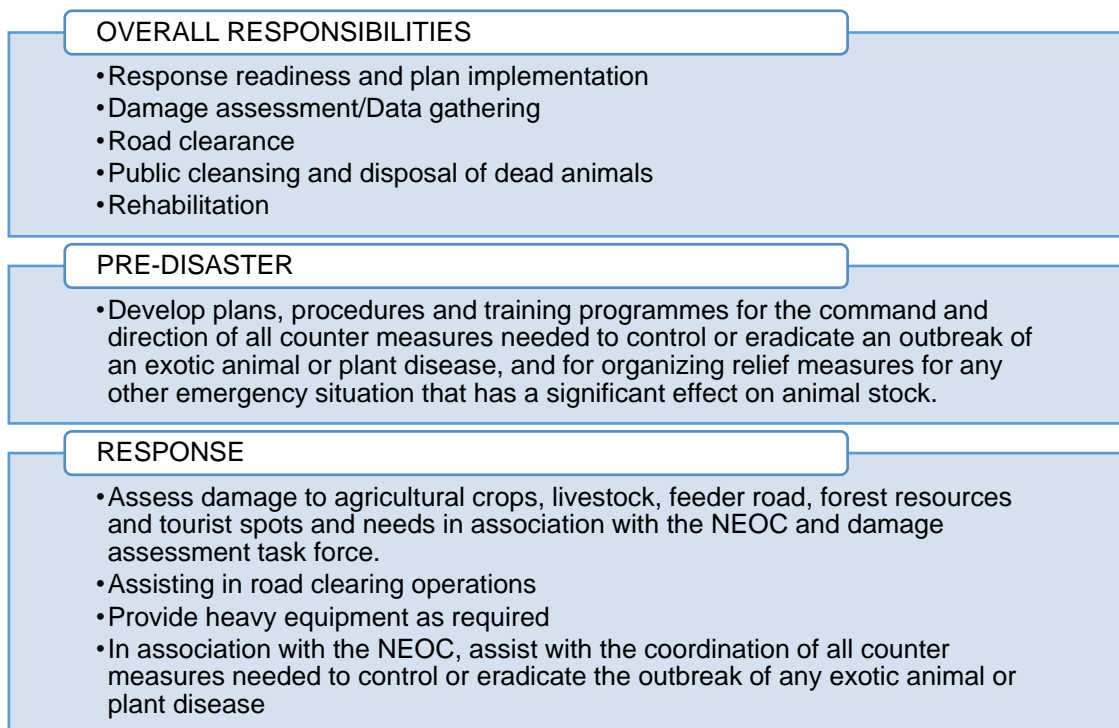 OVERALL RESPONSIBILITIES
•Response readiness and plan implementation
•Damage assessment/Data gathering
•Road clearance
•Public cleansing and disposal of dead animals
•Rehabilitation
PRE-DISASTER
•Develop plans, procedures and training programmes for the command and
direction of all counter measures needed to control or eradicate an outbreak of
an exotic animal or plant disease, and for organizing relief measures for any
other emergency situation that has a significant effect on animal stock.
RESPONSE
•Assess damage to agricultural crops, livestock, feeder road, forest resources
and tourist spots and needs in association with the NEOC and damage
assessment task force.
•Assisting in road clearing operations
•Provide heavy equipment as required
•In association with the NEOC, assist with the coordination of all counter
measures needed to control or eradicate the outbreak of any exotic animal or
plant disease